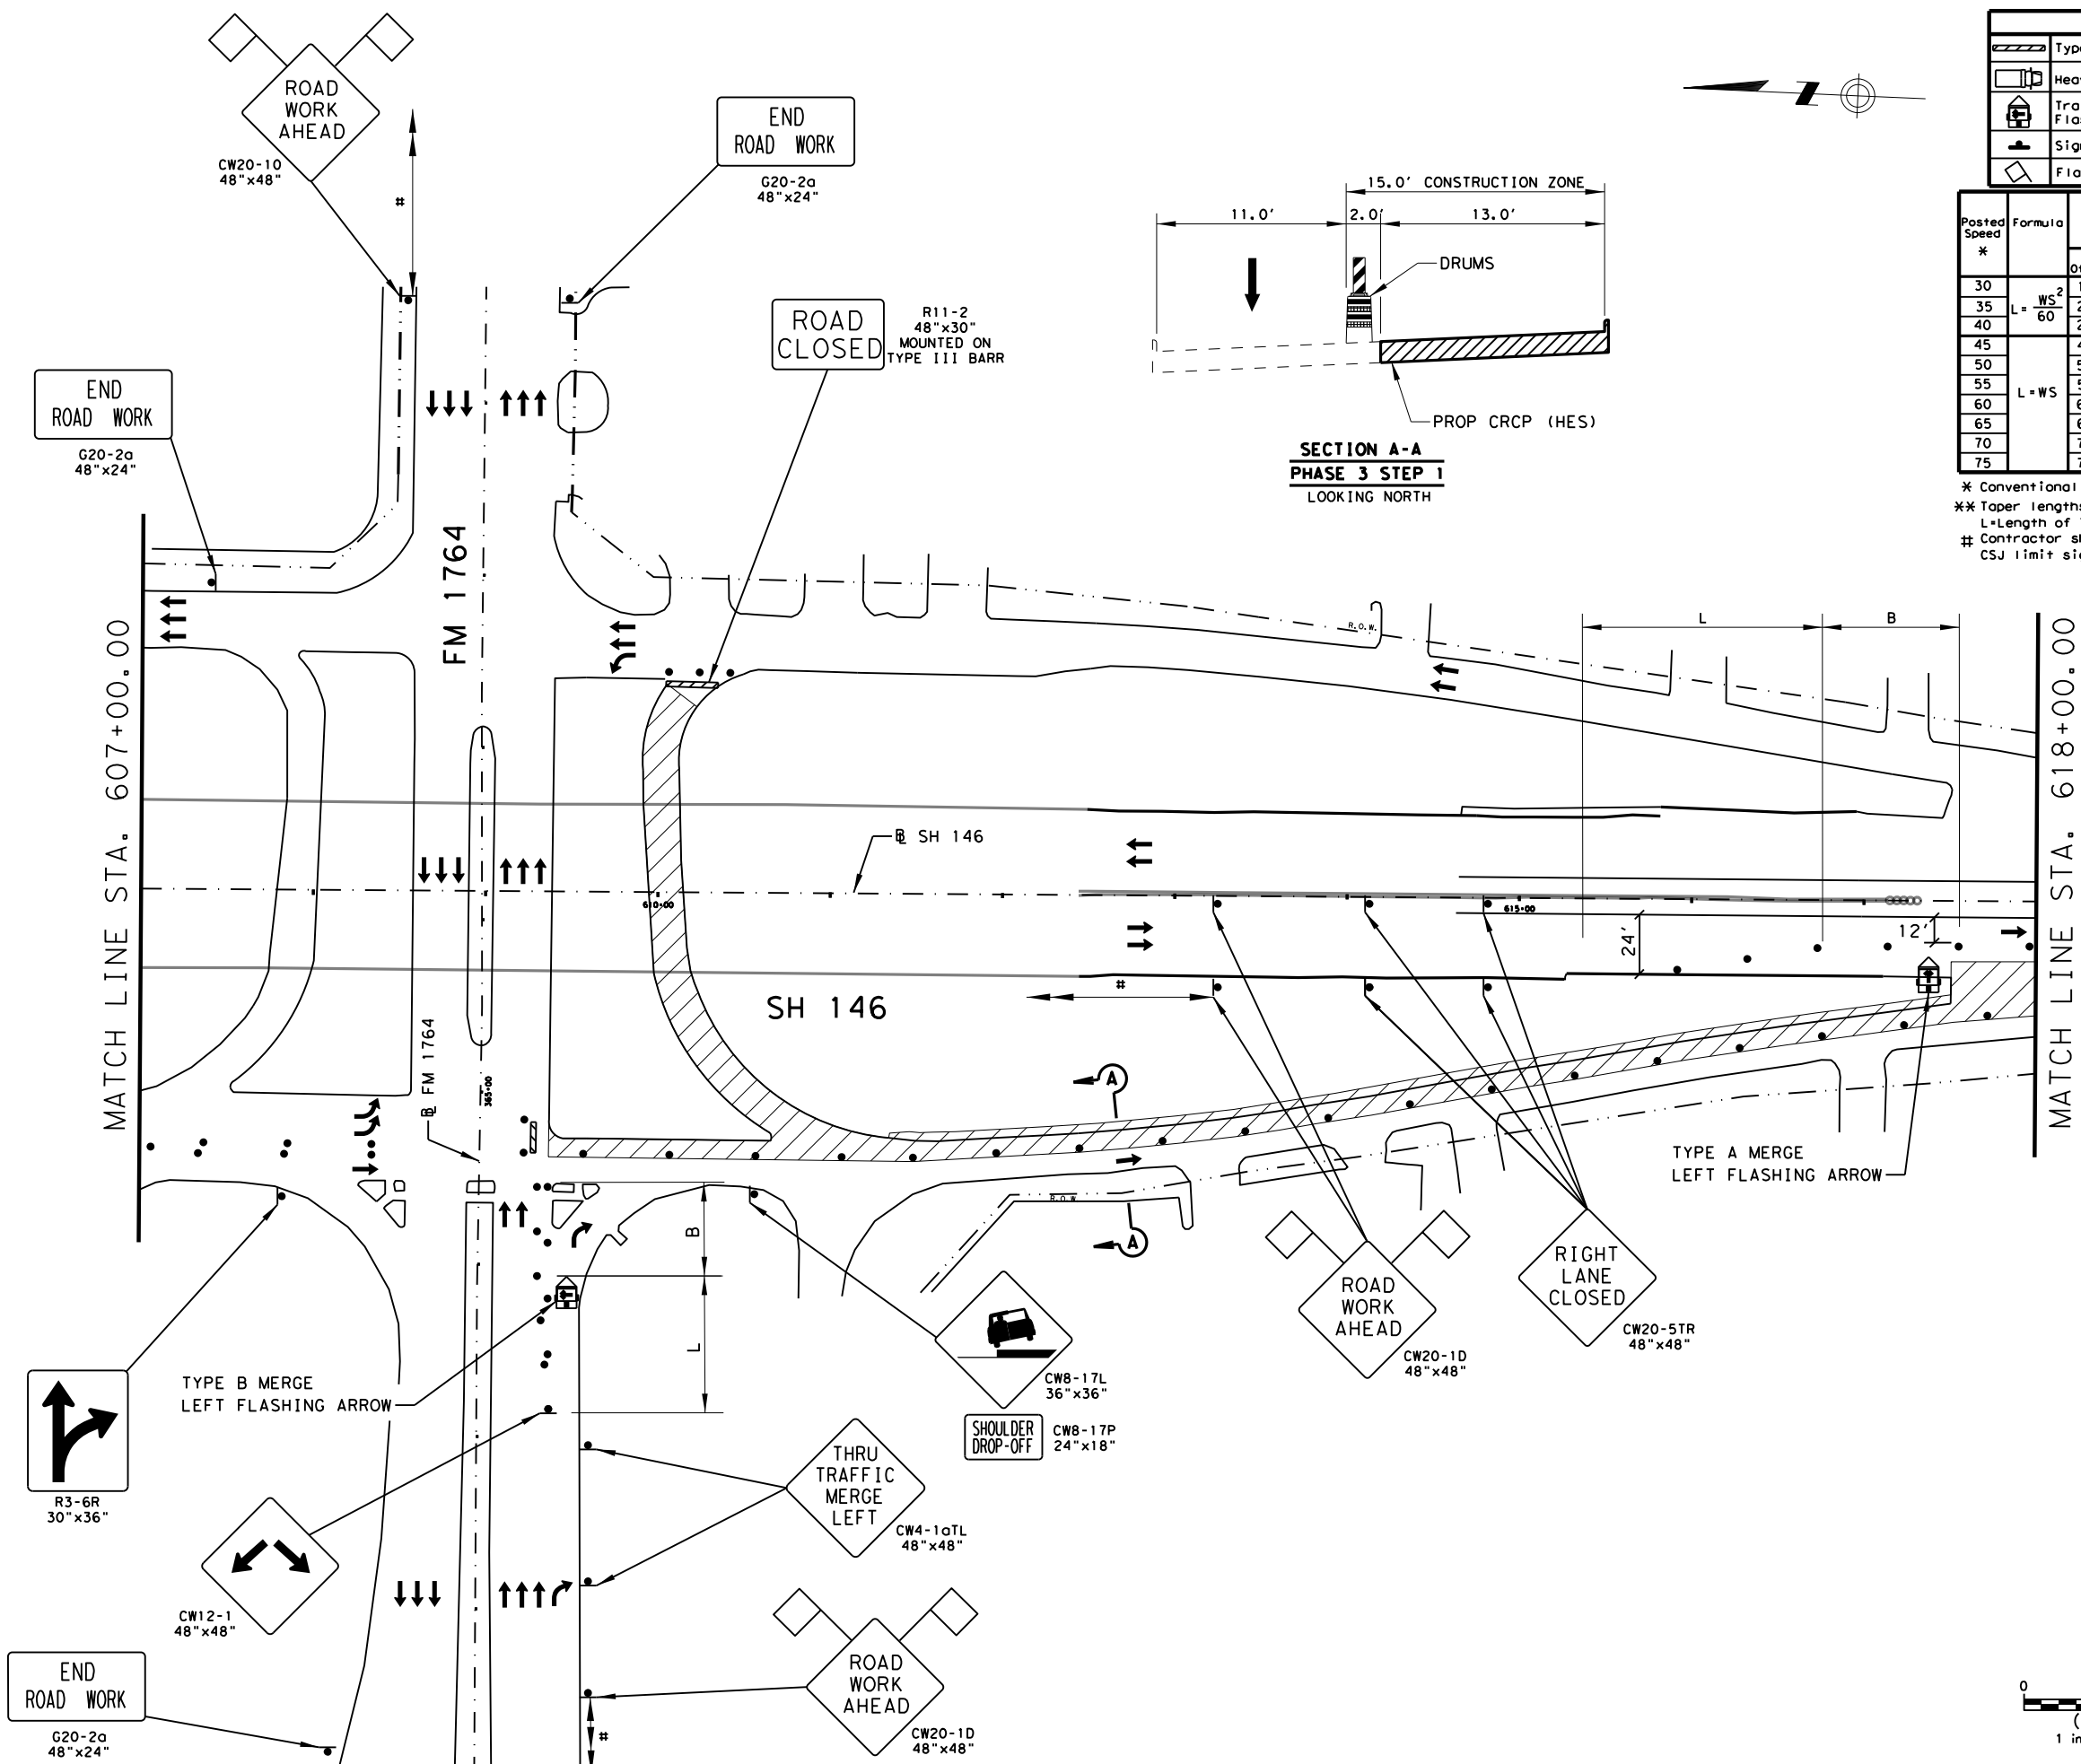 ROAD
WORK
AHEAD
CW20-10
48"x48"
#
END
ROAD WORK
G20-2a
48"x24"
ROAD
CLOSED
R11-2
48"x30"
MOUNTED ON
TYPE III BARR
END
ROAD WORK
G20-2a
48"x24"
15.0' CONSTRUCTION ZONE
11.0'
2.0'
13.0'
DRUMS
PROP CRCP (HES)
SECTION A-A
PHASE 3 STEP 1
LOOKING NORTH
Posted
Speed
*
Formula
30
35
40
L= WS²
60
45
50
55
60
65
70
75
L=WS
* Conventional
** Taper lengths
L=Length of
# Contractor
CSJ limit
MATCH LINE STA. 607+00.00
FM 1764
R.O.W.
L
B
MATCH LINE STA. 618+00.00
℄ SH 146
610+00
615+00
24'
12'
#
SH 146
℄ FM 1764
365+00
A
A
R.O.W.
TYPE A MERGE
LEFT FLASHING ARROW
B
L
ROAD
WORK
AHEAD
CW20-1D
48"x48"
RIGHT
LANE
CLOSED
CW20-5TR
48"x48"
CW8-17L
36"x36"
SHOULDER
DROP-OFF
CW8-17P
24"x18"
R3-6R
30"x36"
TYPE B MERGE
LEFT FLASHING ARROW
THRU
TRAFFIC
MERGE
LEFT
CW4-1aTL
48"x48"
CW12-1
48"x48"
END
ROAD WORK
G20-2a
48"x24"
ROAD
WORK
AHEAD
CW20-1D
48"x48"
#
0
1